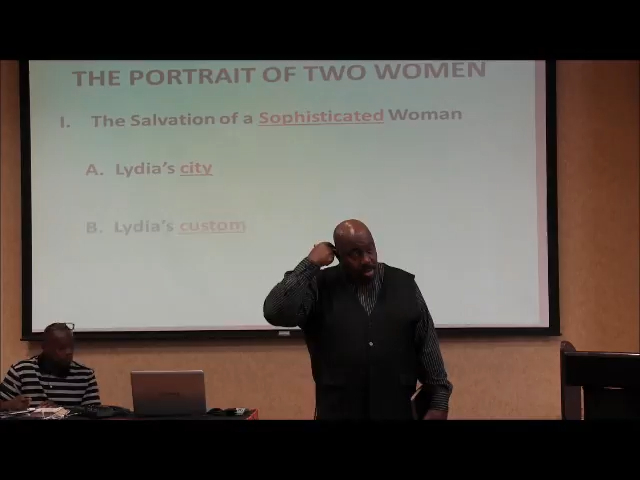 THE PORTRAIT OF TWO WOMEN
I. The Salvation of a Sophisticated Woman
A. Lydia's city
B. Lydia's custom